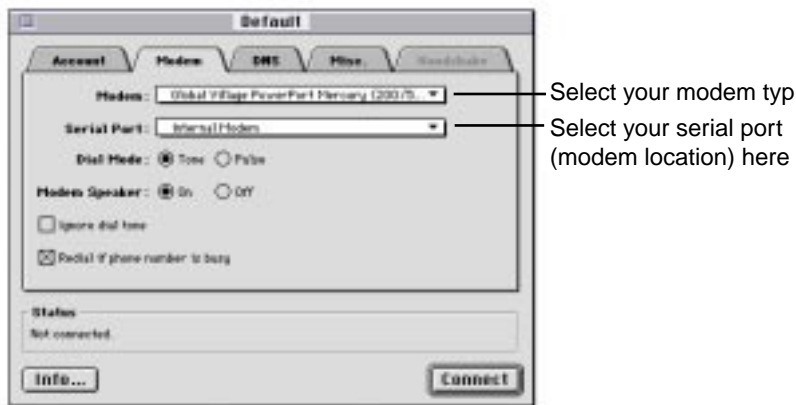 Default
Account Modem DNS Misc. Handshake
Modem: Global Village PowerPort Mercury (200/5... Select your modem typ
Serial Port: Internal Modem Select your serial port
(modem location) here
Dial Mode: Tone Pulse
Modem Speaker: On Off
Ignore dial tone
Redial if phone number is busy
Status
Not connected.
Info... Connect